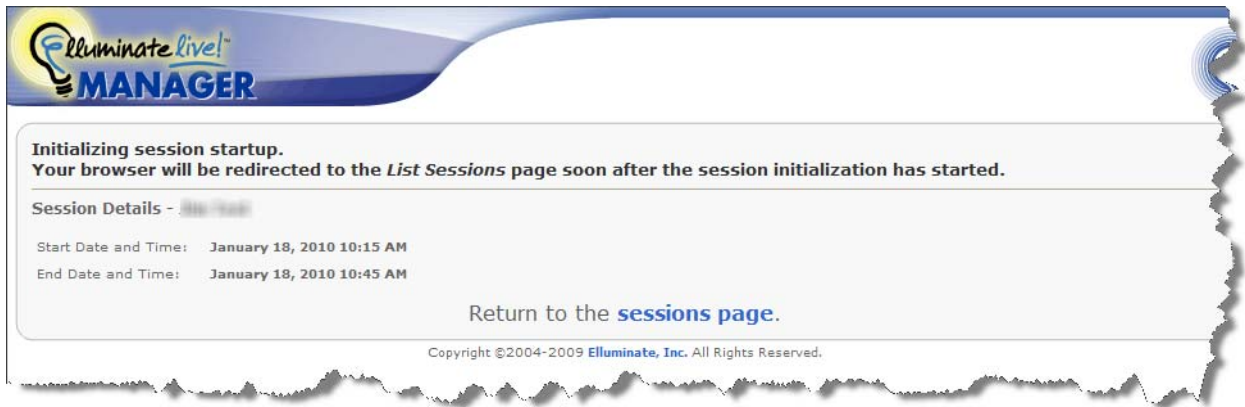 Elluminate live!™
MANAGER
Initializing session startup.
Your browser will be redirected to the List Sessions page soon after the session initialization has started.
Session Details -
Start Date and Time: January 18, 2010 10:15 AM
End Date and Time: January 18, 2010 10:45 AM
Return to the sessions page.
Copyright ©2004-2009 Elluminate, Inc. All Rights Reserved.